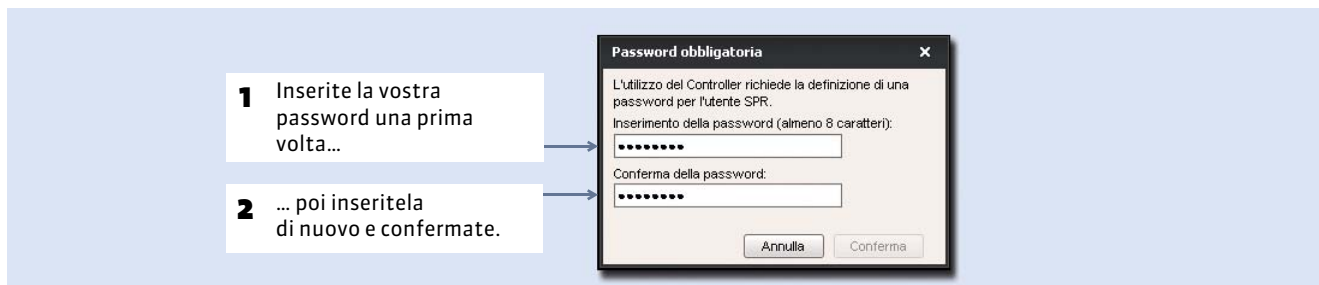 Password obbligatoria
1 Inserite la vostra
password una prima
volta...
L'utilizzo del Controller richiede la definizione di una
password per l'utente SPR.
Inserimento della password (almeno 8 caratteri):
••••••••
Conferma della password:
••••••••
2 ... poi inseritela
di nuovo e confermate.
Annulla Conferma